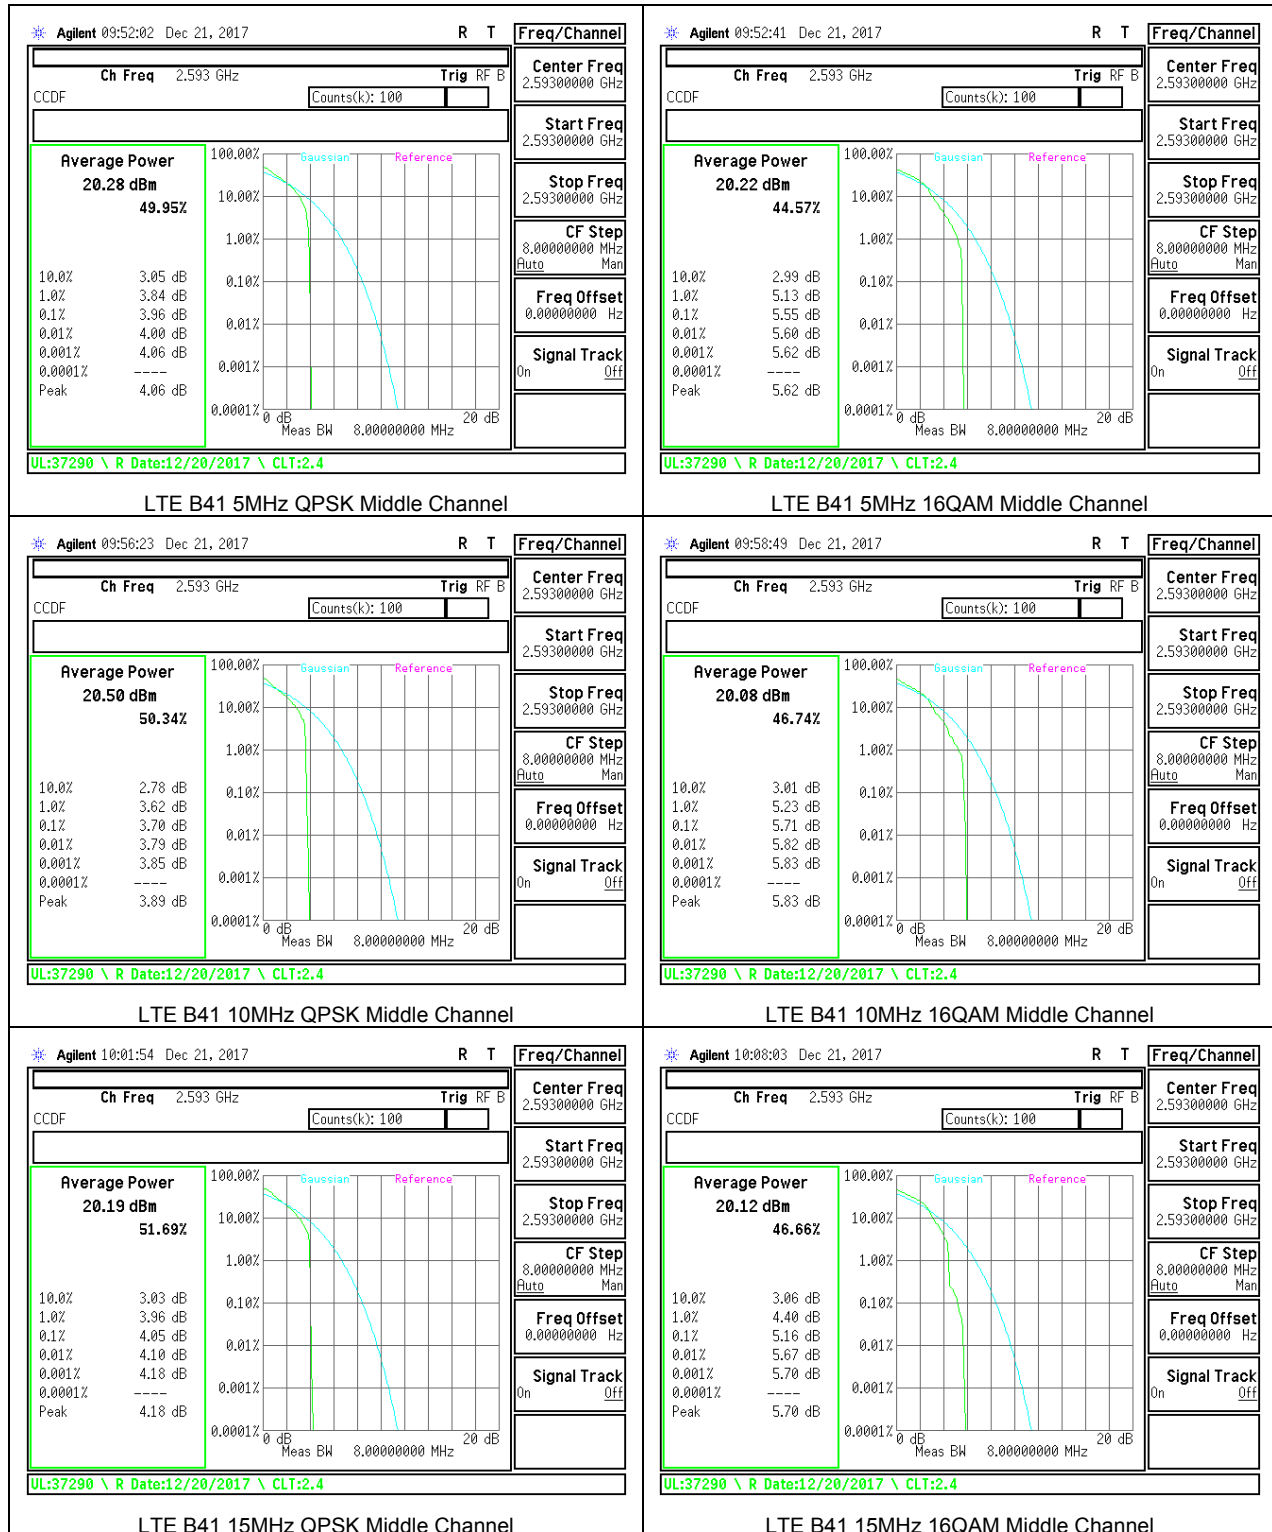 Agilent 09:52:02 Dec 21, 2017 R T Freq/Channel
Ch Freq 2.593 GHz Trig RF B
CCDF Counts(k): 100
Center Freq
2.59300000 GHz
Start Freq
2.59300000 GHz
Stop Freq
2.59300000 GHz
CF Step
8.00000000 MHz
Auto Man
Freq Offset
0.00000000 Hz
Signal Track
On Off
Average Power
20.28 dBm
49.95%
10.0% 3.05 dB
1.0% 3.84 dB
0.1% 3.96 dB
0.01% 4.00 dB
0.001% 4.06 dB
0.0001% ----
Peak 4.06 dB
Gaussian Reference
100.00%
10.00%
1.00%
0.10%
0.01%
0.001%
0.0001%
0 dB 20 dB
Meas BW 8.00000000 MHz
UL:37290 \ R Date:12/20/2017 \ CLT:2.4
LTE B41 5MHz QPSK Middle Channel
Agilent 09:52:41 Dec 21, 2017 R T Freq/Channel
Ch Freq 2.593 GHz Trig RF B
CCDF Counts(k): 100
Center Freq
2.59300000 GHz
Start Freq
2.59300000 GHz
Stop Freq
2.59300000 GHz
CF Step
8.00000000 MHz
Auto Man
Freq Offset
0.00000000 Hz
Signal Track
On Off
Average Power
20.22 dBm
44.57%
10.0% 2.99 dB
1.0% 5.13 dB
0.1% 5.55 dB
0.01% 5.60 dB
0.001% 5.62 dB
0.0001% ----
Peak 5.62 dB
Gaussian Reference
100.00%
10.00%
1.00%
0.10%
0.01%
0.001%
0.0001%
0 dB 20 dB
Meas BW 8.00000000 MHz
UL:37290 \ R Date:12/20/2017 \ CLT:2.4
LTE B41 5MHz 16QAM Middle Channel
Agilent 09:56:23 Dec 21, 2017 R T Freq/Channel
Ch Freq 2.593 GHz Trig RF B
CCDF Counts(k): 100
Center Freq
2.59300000 GHz
Start Freq
2.59300000 GHz
Stop Freq
2.59300000 GHz
CF Step
8.00000000 MHz
Auto Man
Freq Offset
0.00000000 Hz
Signal Track
On Off
Average Power
20.50 dBm
50.34%
10.0% 2.78 dB
1.0% 3.62 dB
0.1% 3.70 dB
0.01% 3.79 dB
0.001% 3.85 dB
0.0001% ----
Peak 3.89 dB
Gaussian Reference
100.00%
10.00%
1.00%
0.10%
0.01%
0.001%
0.0001%
0 dB 20 dB
Meas BW 8.00000000 MHz
UL:37290 \ R Date:12/20/2017 \ CLT:2.4
LTE B41 10MHz QPSK Middle Channel
Agilent 09:58:49 Dec 21, 2017 R T Freq/Channel
Ch Freq 2.593 GHz Trig RF B
CCDF Counts(k): 100
Center Freq
2.59300000 GHz
Start Freq
2.59300000 GHz
Stop Freq
2.59300000 GHz
CF Step
8.00000000 MHz
Auto Man
Freq Offset
0.00000000 Hz
Signal Track
On Off
Average Power
20.08 dBm
46.74%
10.0% 3.01 dB
1.0% 5.23 dB
0.1% 5.71 dB
0.01% 5.82 dB
0.001% 5.83 dB
0.0001% ----
Peak 5.83 dB
Gaussian Reference
100.00%
10.00%
1.00%
0.10%
0.01%
0.001%
0.0001%
0 dB 20 dB
Meas BW 8.00000000 MHz
UL:37290 \ R Date:12/20/2017 \ CLT:2.4
LTE B41 10MHz 16QAM Middle Channel
Agilent 10:01:54 Dec 21, 2017 R T Freq/Channel
Ch Freq 2.593 GHz Trig RF B
CCDF Counts(k): 100
Center Freq
2.59300000 GHz
Start Freq
2.59300000 GHz
Stop Freq
2.59300000 GHz
CF Step
8.00000000 MHz
Auto Man
Freq Offset
0.00000000 Hz
Signal Track
On Off
Average Power
20.19 dBm
51.69%
10.0% 3.03 dB
1.0% 3.96 dB
0.1% 4.05 dB
0.01% 4.10 dB
0.001% 4.18 dB
0.0001% ----
Peak 4.18 dB
Gaussian Reference
100.00%
10.00%
1.00%
0.10%
0.01%
0.001%
0.0001%
0 dB 20 dB
Meas BW 8.00000000 MHz
UL:37290 \ R Date:12/20/2017 \ CLT:2.4
LTE B41 15MHz QPSK Middle Channel
Agilent 10:08:03 Dec 21, 2017 R T Freq/Channel
Ch Freq 2.593 GHz Trig RF B
CCDF Counts(k): 100
Center Freq
2.59300000 GHz
Start Freq
2.59300000 GHz
Stop Freq
2.59300000 GHz
CF Step
8.00000000 MHz
Auto Man
Freq Offset
0.00000000 Hz
Signal Track
On Off
Average Power
20.12 dBm
46.66%
10.0% 3.06 dB
1.0% 4.40 dB
0.1% 5.16 dB
0.01% 5.67 dB
0.001% 5.70 dB
0.0001% ----
Peak 5.70 dB
Gaussian Reference
100.00%
10.00%
1.00%
0.10%
0.01%
0.001%
0.0001%
0 dB 20 dB
Meas BW 8.00000000 MHz
UL:37290 \ R Date:12/20/2017 \ CLT:2.4
LTE B41 15MHz 16QAM Middle Channel